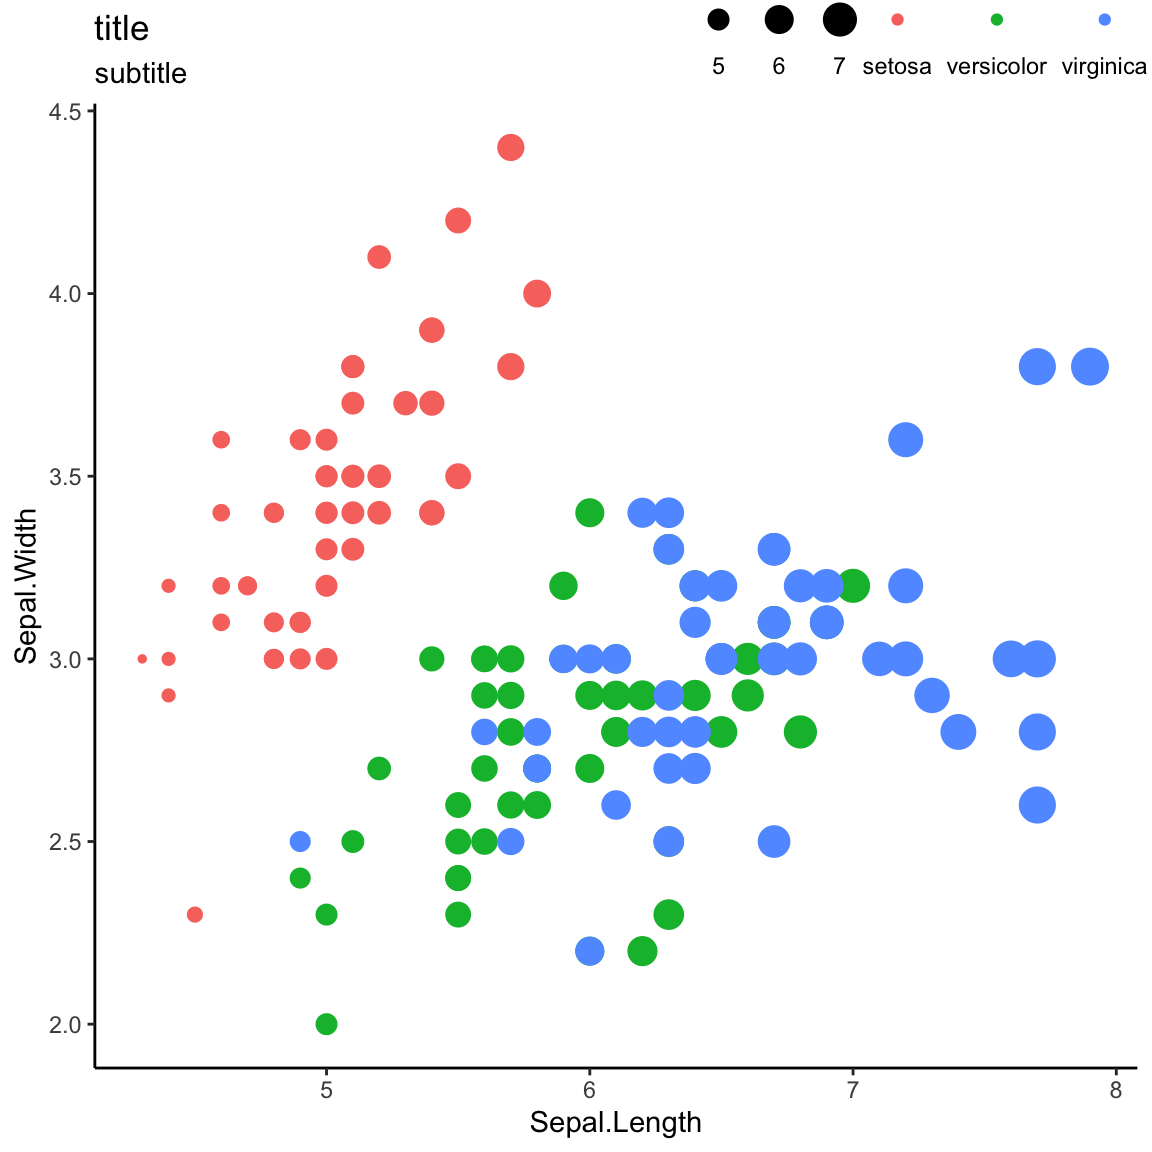 title
subtitle
5 6 7 setosa versicolor virginica
4.5
4.0
3.5
3.0
2.5
2.0
Sepal.Width
5 6 7 8
Sepal.Length